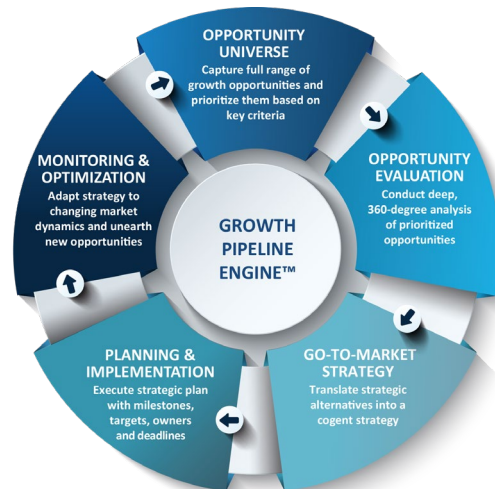 OPPORTUNITY
UNIVERSE
Capture full range of
growth opportunities and
prioritize them based on
key criteria
OPPORTUNITY
EVALUATION
Conduct deep,
360-degree analysis
of prioritized
opportunities
GO-TO-MARKET
STRATEGY
Translate strategic
alternatives into a
cogent strategy
PLANNING &
IMPLEMENTATION
Execute strategic plan
with milestones,
targets, owners
and deadlines
MONITORING &
OPTIMIZATION
Adapt strategy to
changing market
dynamics and unearth
new opportunities
GROWTH
PIPELINE
ENGINE™